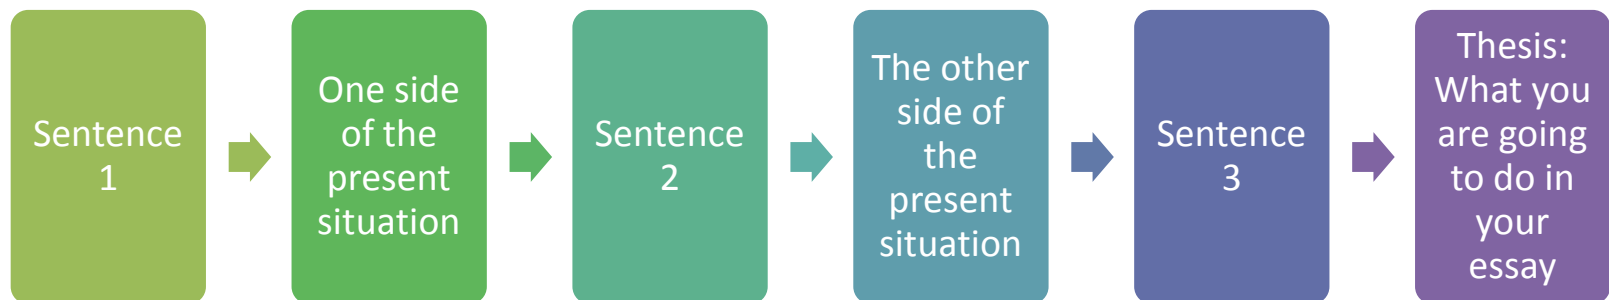 Sentence
1
One side
of the
present
situation
Sentence
2
The other
side of
the
present
situation
Sentence
3
Thesis:
What you
are going
to do in
your
essay